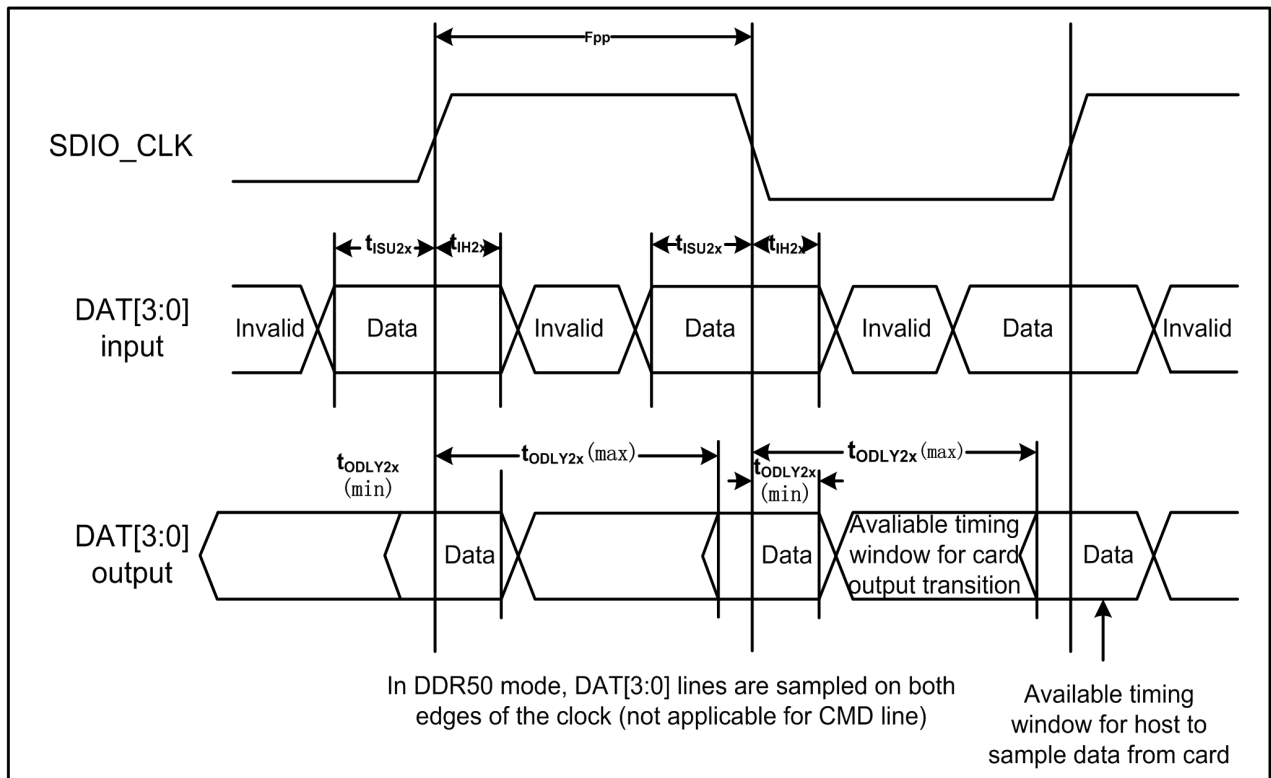 Fpp
SDIO_CLK
tISU2x
tIH2x
tISU2x
tIH2x
DAT[3:0]
input
Invalid
Data
Invalid
Data
Invalid
Data
Invalid
tODLY2x
(min)
tODLY2x (max)
tODLY2x
(min)
tODLY2x (max)
DAT[3:0]
output
Data
Data
Avaliable timing
window for card
output transition
Data
In DDR50 mode, DAT[3:0] lines are sampled on both
edges of the clock (not applicable for CMD line)
Available timing
window for host to
sample data from card